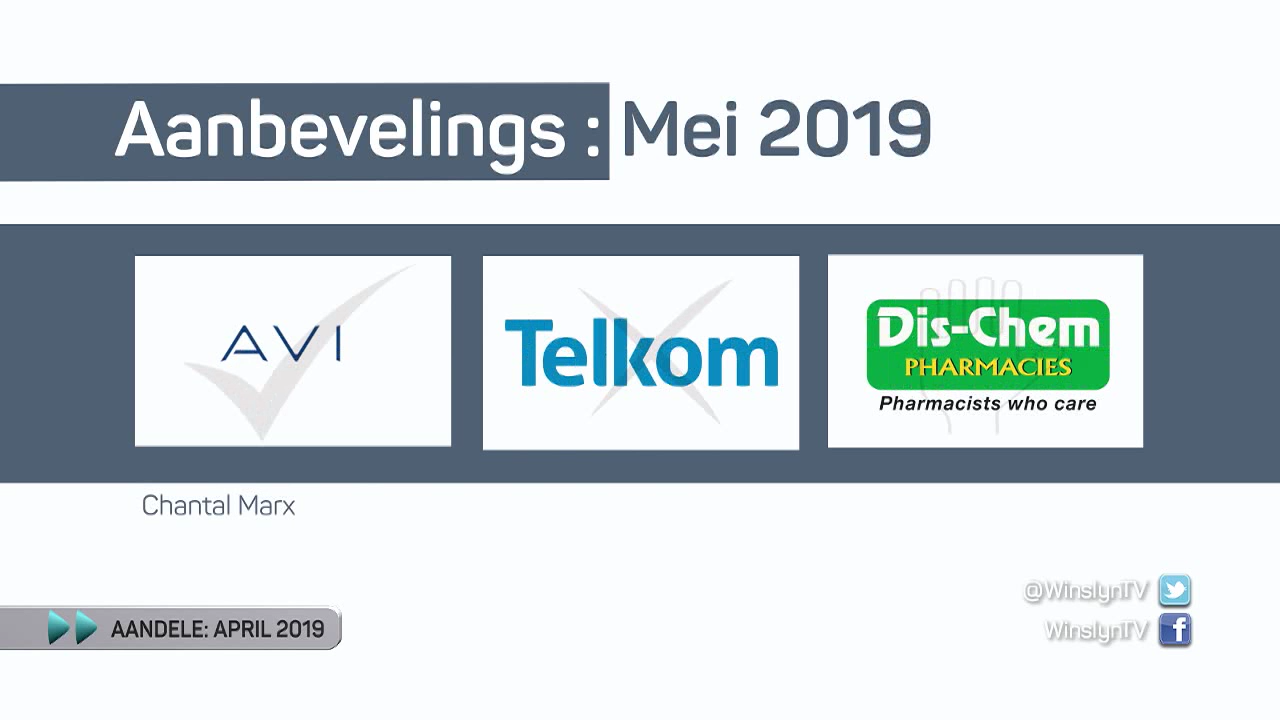 Aanbevelings : Mei 2019
AVI
Telkom
Dis-Chem
PHARMACIES
Pharmacists who care
Chantal Marx
@WinslynTV
WinslynTV
AANDELE: APRIL 2019